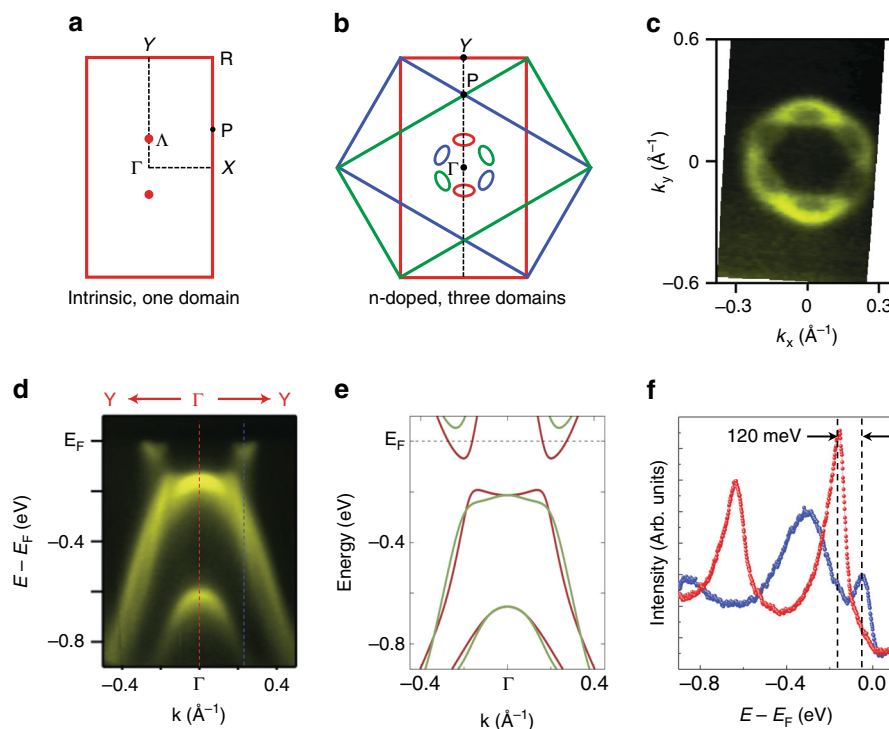 a
Y
R
P
Λ
Γ
X
Intrinsic, one domain
b
Y
P
Γ
n-doped, three domains
c
0.6
0
−0.6
k_y (Å⁻¹)
−0.3
0
0.3
k_x (Å⁻¹)
d
Y ← Γ → Y
E_F
−0.4
−0.8
E – E_F (eV)
−0.4
Γ
0.4
k (Å⁻¹)
e
E_F
−0.4
−0.8
Energy (eV)
−0.4
Γ
0.4
k (Å⁻¹)
f
120 meV
Intensity (Arb. units)
−0.8
−0.4
0.0
E – E_F (eV)